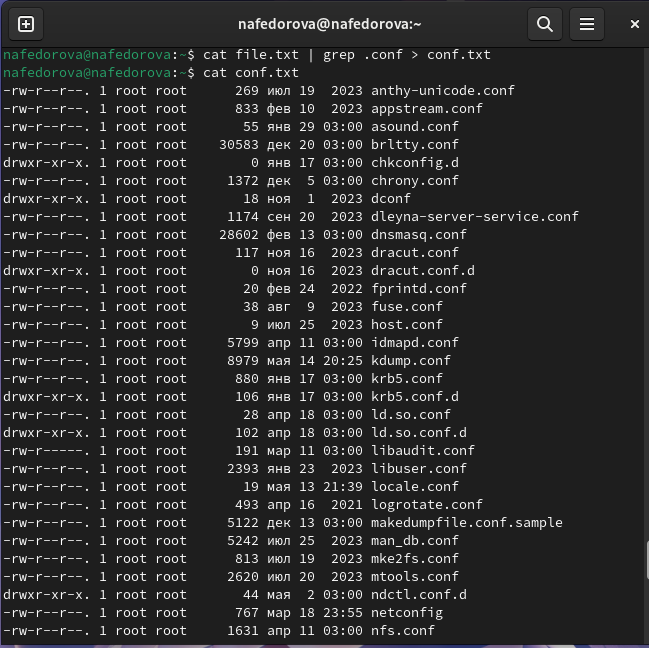 nafedorova@nafedorova:~
nafedorova@nafedorova:~$ cat file.txt | grep .conf > conf.txt
nafedorova@nafedorova:~$ cat conf.txt
-rw-r--r--. 1 root root      269 июл 19  2023 anthy-unicode.conf
-rw-r--r--. 1 root root      833 фев 10  2023 appstream.conf
-rw-r--r--. 1 root root       55 янв 29 03:00 asound.conf
-rw-r--r--. 1 root root    30583 дек 20 03:00 brltty.conf
drwxr-xr-x. 1 root root        0 янв 17 03:00 chkconfig.d
-rw-r--r--. 1 root root     1372 дек  5 03:00 chrony.conf
drwxr-xr-x. 1 root root       18 ноя  1  2023 dconf
-rw-r--r--. 1 root root     1174 сен 20  2023 dleyna-server-service.conf
-rw-r--r--. 1 root root    28602 фев 13 03:00 dnsmasq.conf
-rw-r--r--. 1 root root      117 ноя 16  2023 dracut.conf
drwxr-xr-x. 1 root root        0 ноя 16  2023 dracut.conf.d
-rw-r--r--. 1 root root       20 фев 24  2022 fprintd.conf
-rw-r--r--. 1 root root       38 авг  9  2023 fuse.conf
-rw-r--r--. 1 root root        9 июл 25  2023 host.conf
-rw-r--r--. 1 root root     5799 апр 11 03:00 idmapd.conf
-rw-r--r--. 1 root root     8979 мая 14 20:25 kdump.conf
-rw-r--r--. 1 root root      880 янв 17 03:00 krb5.conf
drwxr-xr-x. 1 root root      106 янв 17 03:00 krb5.conf.d
-rw-r--r--. 1 root root       28 апр 18 03:00 ld.so.conf
drwxr-xr-x. 1 root root      102 апр 18 03:00 ld.so.conf.d
-rw-r-----. 1 root root      191 мар 11 03:00 libaudit.conf
-rw-r--r--. 1 root root     2393 янв 23  2023 libuser.conf
-rw-r--r--. 1 root root       19 мая 13 21:39 locale.conf
-rw-r--r--. 1 root root      493 апр 16  2021 logrotate.conf
-rw-r--r--. 1 root root     5122 дек 13 03:00 makedumpfile.conf.sample
-rw-r--r--. 1 root root     5242 июл 25  2023 man_db.conf
-rw-r--r--. 1 root root      813 июл 19  2023 mke2fs.conf
-rw-r--r--. 1 root root     2620 июл 20  2023 mtools.conf
drwxr-xr-x. 1 root root       44 мая  2 03:00 ndctl.conf.d
-rw-r--r--. 1 root root      767 мар 18 23:55 netconfig
-rw-r--r--. 1 root root     1631 апр 11 03:00 nfs.conf